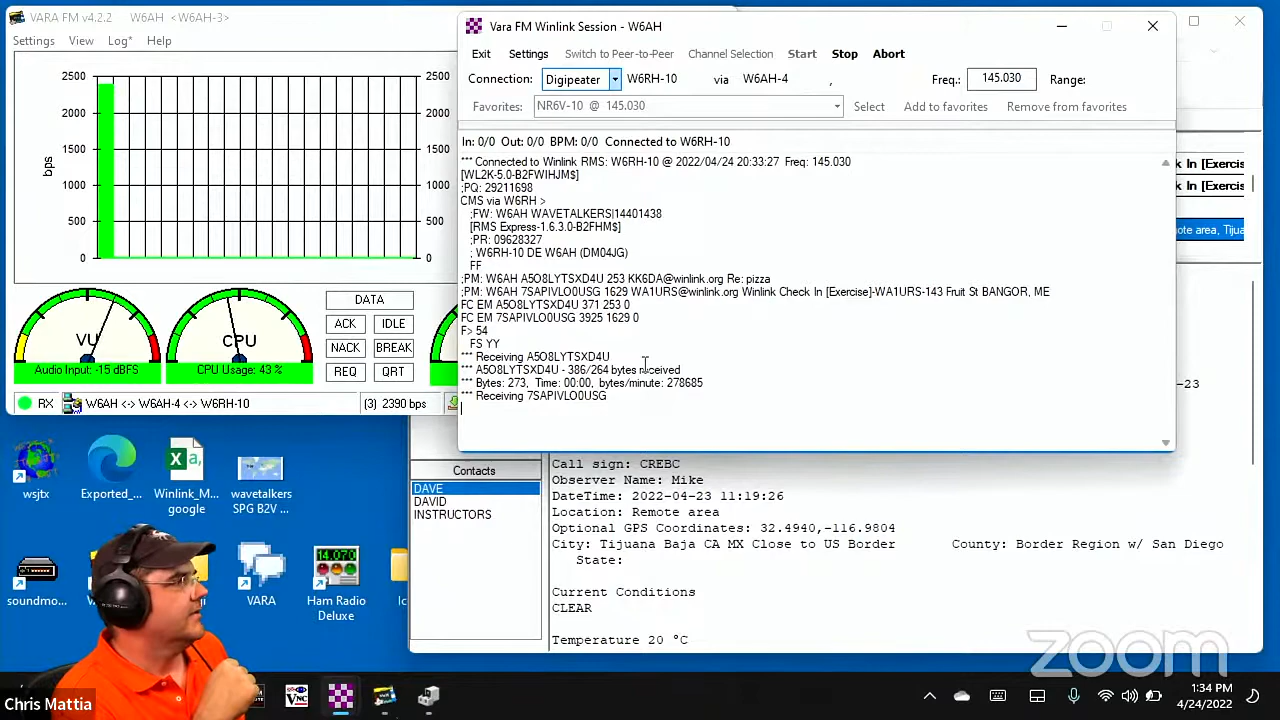 VARA FM v4.2.2 W6AH <W6AH-3>
Settings View Log* Help
bps
2500 2500
2000 2000
1500 1500
1000 1000
500 500
0 0
VU
Audio Input: -15 dBFS
CPU
CPU Usage: 43 %
DATA
ACK IDLE
NACK BREAK
REQ QRT
RX W6AH <-> W6AH-4 <-> W6RH-10 (3) 2390 bps
Vara FM Winlink Session - W6AH
Exit Settings Switch to Peer-to-Peer Channel Selection Start Stop Abort
Connection: Digipeater W6RH-10 via W6AH-4 , Freq.: 145.030 Range:
Favorites: NR6V-10 @ 145.030 Select Add to favorites Remove from favorites
In: 0/0 Out: 0/0 BPM: 0/0 Connected to W6RH-10
*** Connected to Winlink RMS: W6RH-10 @ 2022/04/24 20:33:27 Freq: 145.030
[WL2K-5.0-B2FWIHJM$]
;PQ: 29211698
CMS via W6RH >
;FW: W6AH WAVETALKERS|14401438
[RMS Express-1.6.3.0-B2FHM$]
;PR: 09628327
; W6RH-10 DE W6AH (DM04JG)
FF
;PM: W6AH A5O8LYTSXD4U 253 KK6DA@winlink.org Re: pizza
;PM: W6AH 7SAPIVLO0USG 1629 WA1URS@winlink.org Winlink Check In [Exercise]-WA1URS-143 Fruit St BANGOR, ME
FC EM A5O8LYTSXD4U 371 253 0
FC EM 7SAPIVLO0USG 3925 1629 0
F> 54
FS YY
*** Receiving A5O8LYTSXD4U
*** A5O8LYTSXD4U - 386/264 bytes received
*** Bytes: 273, Time: 00:00, bytes/minute: 278685
*** Receiving 7SAPIVLO0USG
k In [Exercis
k In [Exercis
ote area, Tijua
-23
Contacts
DAVE
DAVID
INSTRUCTORS
Call sign: CREBC
Observer Name: Mike
DateTime: 2022-04-23 11:19:26
Location: Remote area
Optional GPS Coordinates: 32.4940,-116.9804
City: Tijuana Baja CA MX Close to US Border County: Border Region w/ San Diego
State:
Current Conditions
CLEAR
Temperature 20 °C
wsjtx
Exported_...
Winlink_M...
google
wavetalkers
SPG B2V ...
soundmo...
VARA
14.070
Ham Radio
Deluxe
zoom
Chris Mattia
VNC
1:34 PM
4/24/2022